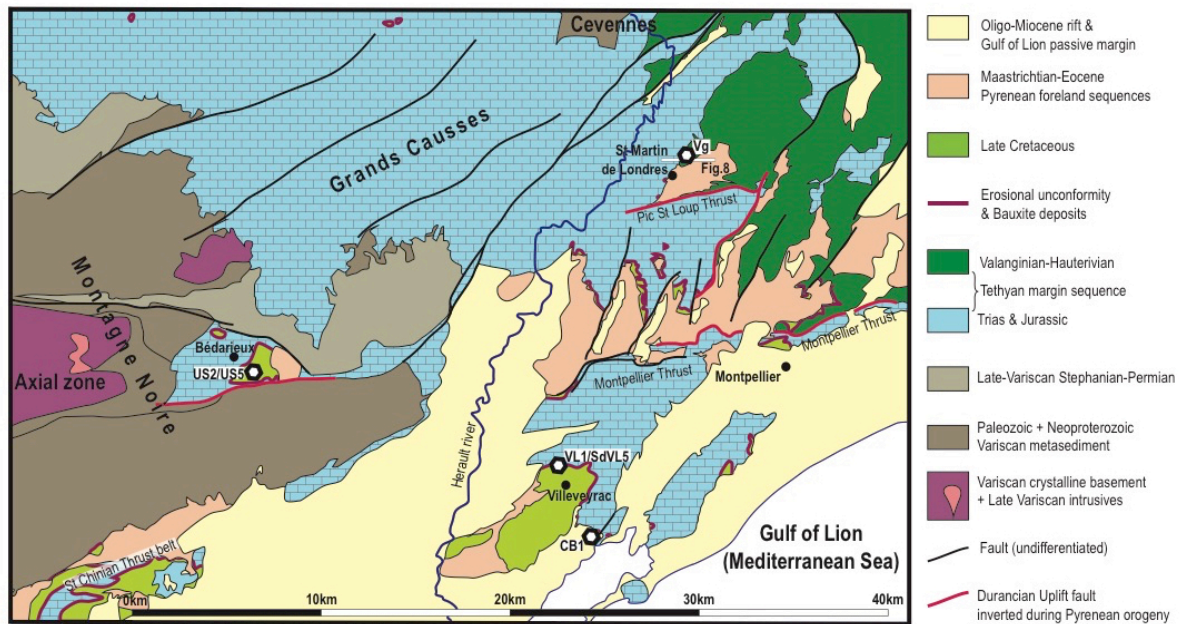 Cevennes
Grands Causses
St Martin
de Londres
Vg
Fig.8
Pic St Loup Thrust
Montagne Noire
Bédarieux
US2/US5
Axial zone
Montpellier Thrust
Montpellier Thrust
Montpellier
Herault river
VL1/SdVL5
Villeveyrac
CB1
Gulf of Lion
(Mediterranean Sea)
St Chinian Thrust belt
0km
10km
20km
30km
40km
Oligo-Miocene rift &
Gulf of Lion passive margin
Maastrichtian-Eocene
Pyrenean foreland sequences
Late Cretaceous
Erosional unconformity
& Bauxite deposits
Valanginian-Hauterivian
Tethyan margin sequence
Trias & Jurassic
Late-Variscan Stephanian-Permian
Paleozoic + Neoproterozoic
Variscan metasediment
Variscan crystalline basement
+ Late Variscan intrusives
Fault (undifferentiated)
Durancian Uplift fault
inverted during Pyrenean orogeny